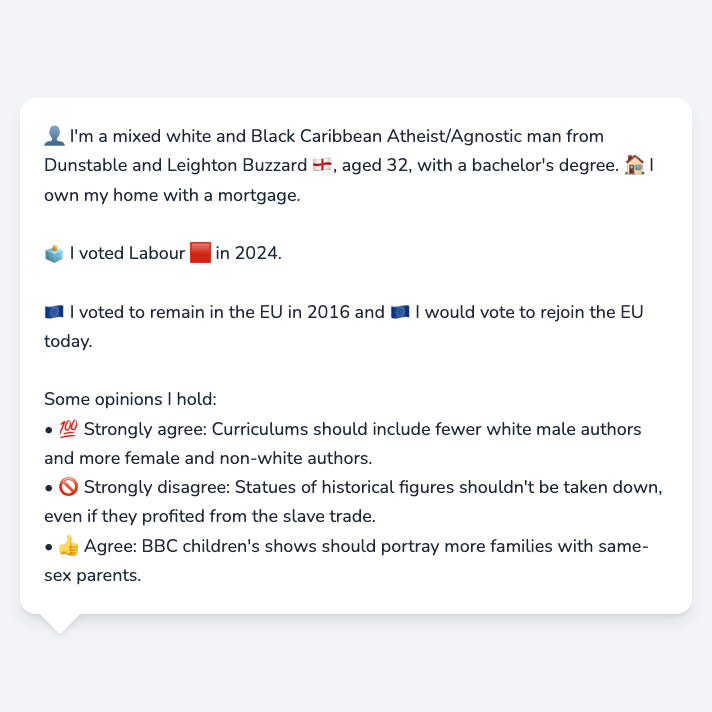 👤 I'm a mixed white and Black Caribbean Atheist/Agnostic man from
Dunstable and Leighton Buzzard 🏴󠁧󠁢󠁥󠁮󠁧󠁿, aged 32, with a bachelor's degree. 🏠 I
own my home with a mortgage.
🗳️ I voted Labour 🟥 in 2024.
🇪🇺 I voted to remain in the EU in 2016 and 🇪🇺 I would vote to rejoin the EU
today.
Some opinions I hold:
• 💯 Strongly agree: Curriculums should include fewer white male authors
and more female and non-white authors.
• 🚫 Strongly disagree: Statues of historical figures shouldn't be taken down,
even if they profited from the slave trade.
• 👍 Agree: BBC children's shows should portray more families with same-
sex parents.